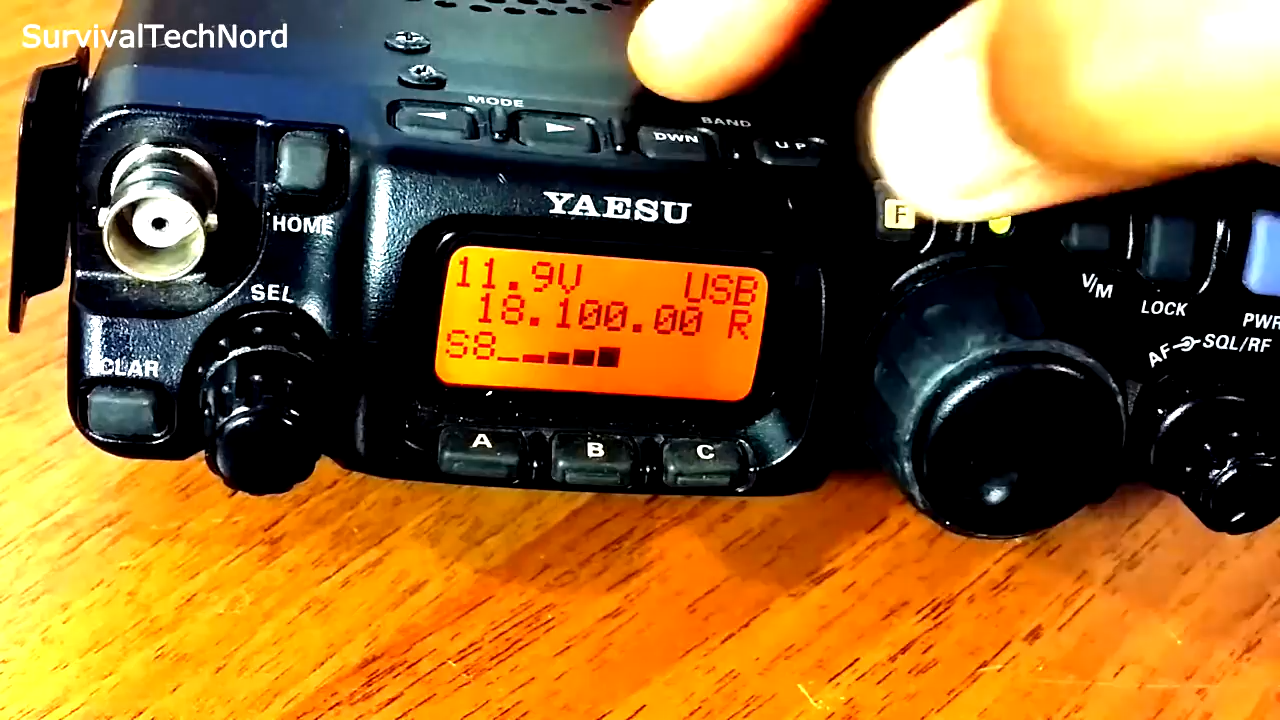 SurvivalTechNord
MODE
BAND
DWN
UP
YAESU
HOME
F
SEL
11.9V USB
18.100.00 R
S8
V/M
LOCK
PWR
AF SQL/RF
CLAR
A B C